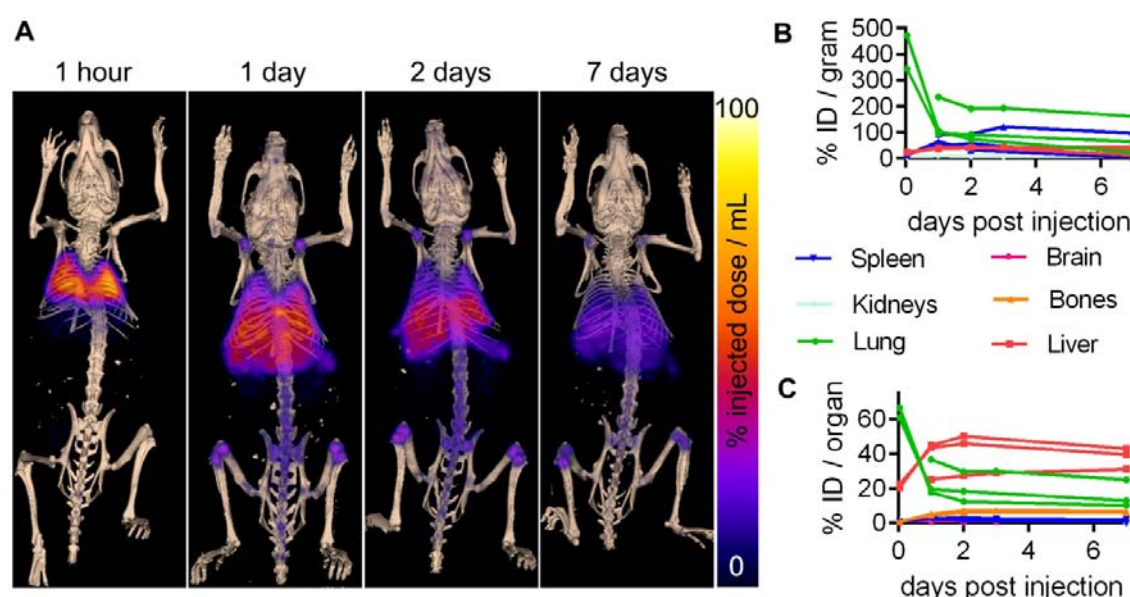 A
1 hour
1 day
2 days
7 days
100
% injected dose / mL
0
B
% ID / gram
500
400
300
200
100
0
0 2 4 6
days post injection
Spleen
Brain
Kidneys
Bones
Lung
Liver
C
% ID / organ
60
40
20
0
0 2 4 6
days post injection